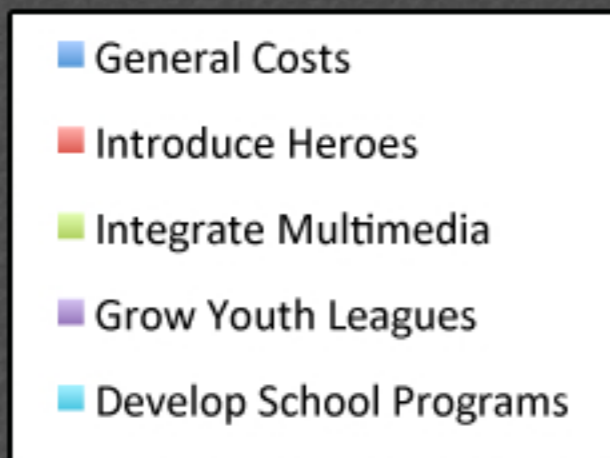 General Costs
Introduce Heroes
Integrate Multimedia
Grow Youth Leagues
Develop School Programs